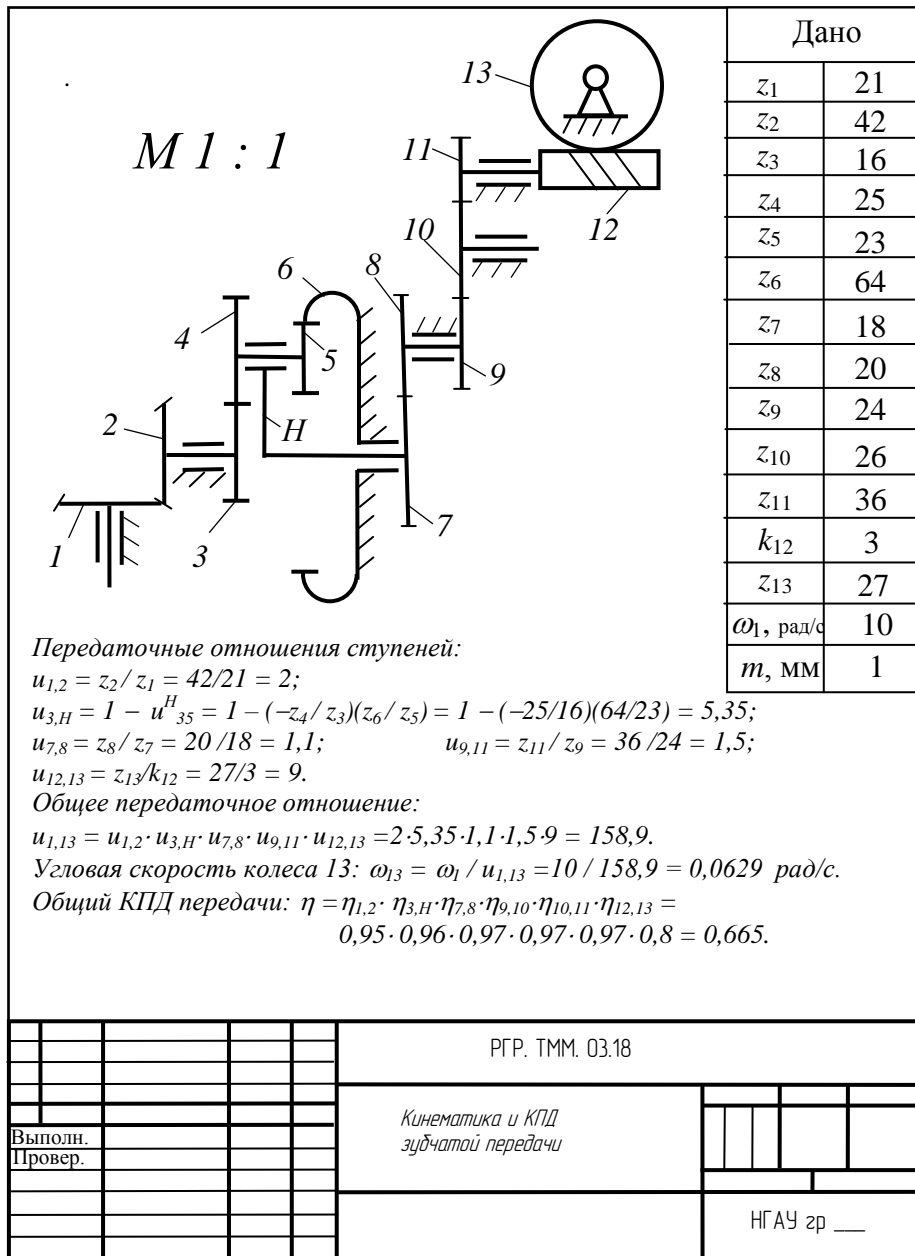 Дано
z1 21
z2 42
z3 16
z4 25
z5 23
z6 64
z7 18
z8 20
z9 24
z10 26
z11 36
k12 3
z13 27
ω1, рад/с 10
m, мм 1
М 1 : 1
13
11
12
10
6
8
4
5
9
2
H
1
3
7
Передаточные отношения ступеней:
u1,2 = z2 / z1 = 42/21 = 2;
u3,H = 1 − uH35 = 1 – (−z4 / z3)(z6 / z5) = 1 − (−25/16)(64/23) = 5,35;
u7,8 = z8 / z7 = 20 /18 = 1,1; u9,11 = z11 / z9 = 36 /24 = 1,5;
u12,13 = z13/k12 = 27/3 = 9.
Общее передаточное отношение:
u1,13 = u1,2· u3,H· u7,8· u9,11· u12,13 =2·5,35·1,1·1,5·9 = 158,9.
Угловая скорость колеса 13: ω13 = ω1 / u1,13 =10 / 158,9 = 0,0629 рад/с.
Общий КПД передачи: η =η1,2· η3,H·η7,8·η9,10·η10,11·η12,13 =
0,95·0,96·0,97·0,97·0,97·0,8 = 0,665.
РГР. ТММ. 03.18
Кинематика и КПД
зубчатой передачи
Выполн.
Провер.
НГАУ гр ___